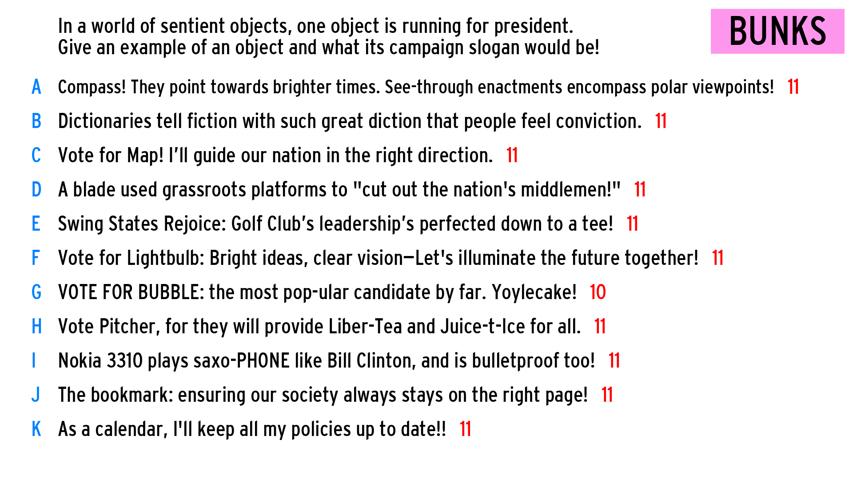 In a world of sentient objects, one object is running for president.
Give an example of an object and what its campaign slogan would be!
BUNKS
A Compass! They point towards brighter times. See-through enactments encompass polar viewpoints! 11
B Dictionaries tell fiction with such great diction that people feel conviction. 11
C Vote for Map! I'll guide our nation in the right direction. 11
D A blade used grassroots platforms to "cut out the nation's middlemen!" 11
E Swing States Rejoice: Golf Club's leadership's perfected down to a tee! 11
F Vote for Lightbulb: Bright ideas, clear vision—Let's illuminate the future together! 11
G VOTE FOR BUBBLE: the most pop-ular candidate by far. Yoylecake! 10
H Vote Pitcher, for they will provide Liber-Tea and Juice-t-Ice for all. 11
I Nokia 3310 plays saxo-PHONE like Bill Clinton, and is bulletproof too! 11
J The bookmark: ensuring our society always stays on the right page! 11
K As a calendar, I'll keep all my policies up to date!! 11